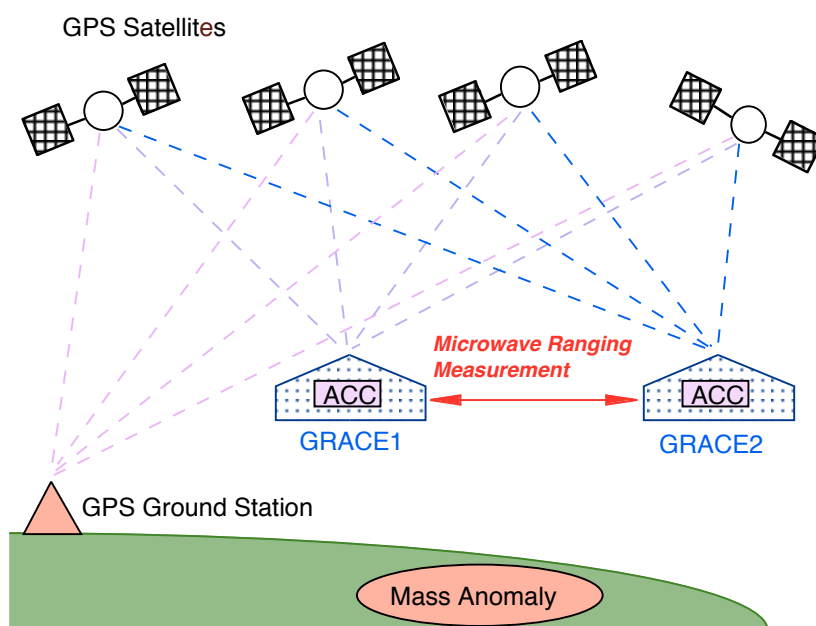 GPS Satellites
Microwave Ranging
Measurement
ACC
ACC
GRACE1
GRACE2
GPS Ground Station
Mass Anomaly